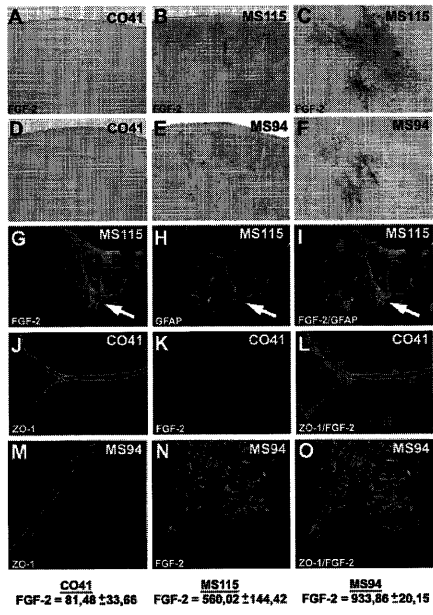 A CO41 FGF-2
B MS115 FGF-2
C MS115 FGF-2
D CO41
E MS94
F MS94
G MS115 FGF-2
H MS115 GFAP
I MS115 FGF-2/GFAP
J CO41 ZO-1
K CO41 FGF-2
L CO41 ZO-1/FGF-2
M MS94 ZO-1
N MS94 FGF-2
O MS94 ZO-1/FGF-2
CO41 MS115 MS94
FGF-2 = 81,48 ±33,66 FGF-2 = 560,02 ±144,42 FGF-2 = 933,86 ±20,15